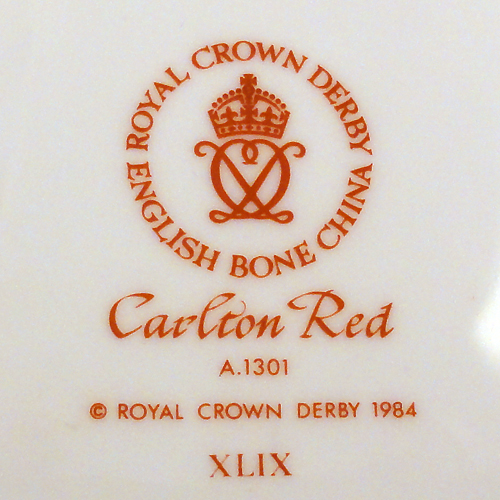 ROYAL CROWN DERBY
ENGLISH BONE CHINA
Carlton Red
A.1301
© ROYAL CROWN DERBY 1984
XLIX